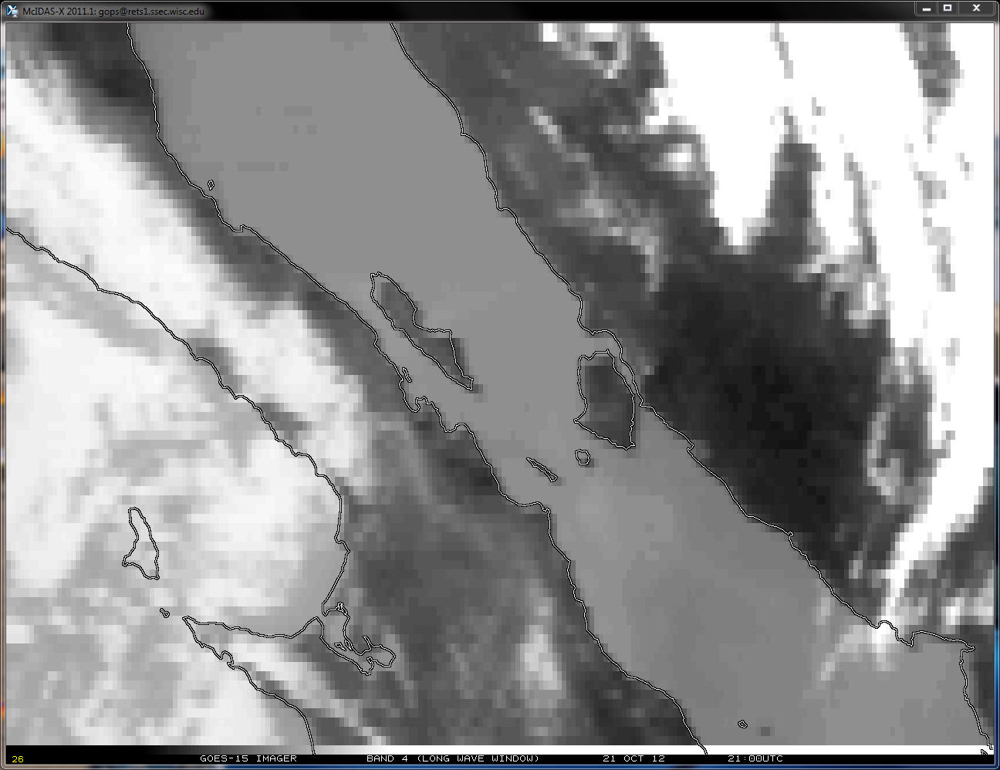 McIDAS-X 2011.1: gops@rets1.ssec.wisc.edu
26 GOES-15 IMAGER BAND 4 (LONG WAVE WINDOW) 21 OCT 12 21:00UTC